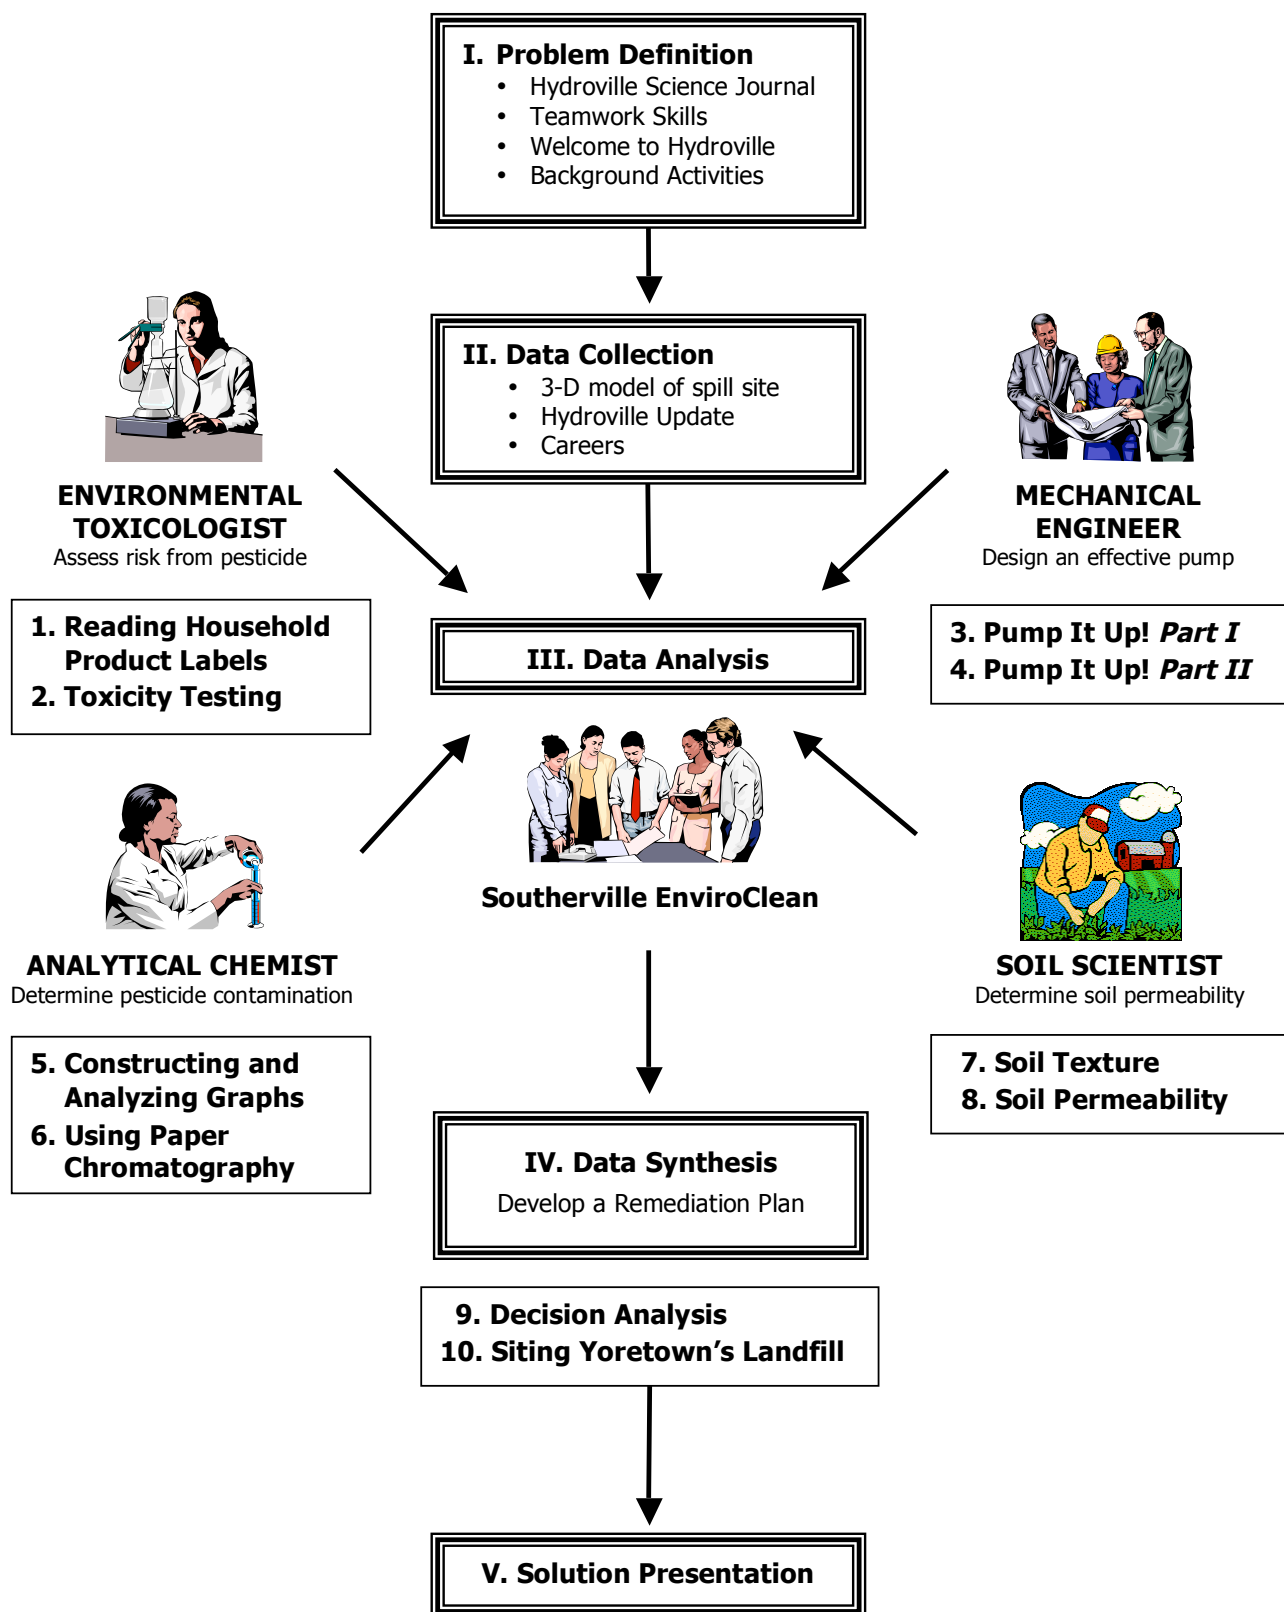 I. Problem Definition
• Hydroville Science Journal
• Teamwork Skills
• Welcome to Hydroville
• Background Activities
II. Data Collection
• 3-D model of spill site
• Hydroville Update
• Careers
ENVIRONMENTAL
TOXICOLOGIST
Assess risk from pesticide
1. Reading Household
Product Labels
2. Toxicity Testing
MECHANICAL
ENGINEER
Design an effective pump
3. Pump It Up! Part I
4. Pump It Up! Part II
III. Data Analysis
Southerville EnviroClean
ANALYTICAL CHEMIST
Determine pesticide contamination
5. Constructing and
Analyzing Graphs
6. Using Paper
Chromatography
SOIL SCIENTIST
Determine soil permeability
7. Soil Texture
8. Soil Permeability
IV. Data Synthesis
Develop a Remediation Plan
9. Decision Analysis
10. Siting Yoretown’s Landfill
V. Solution Presentation